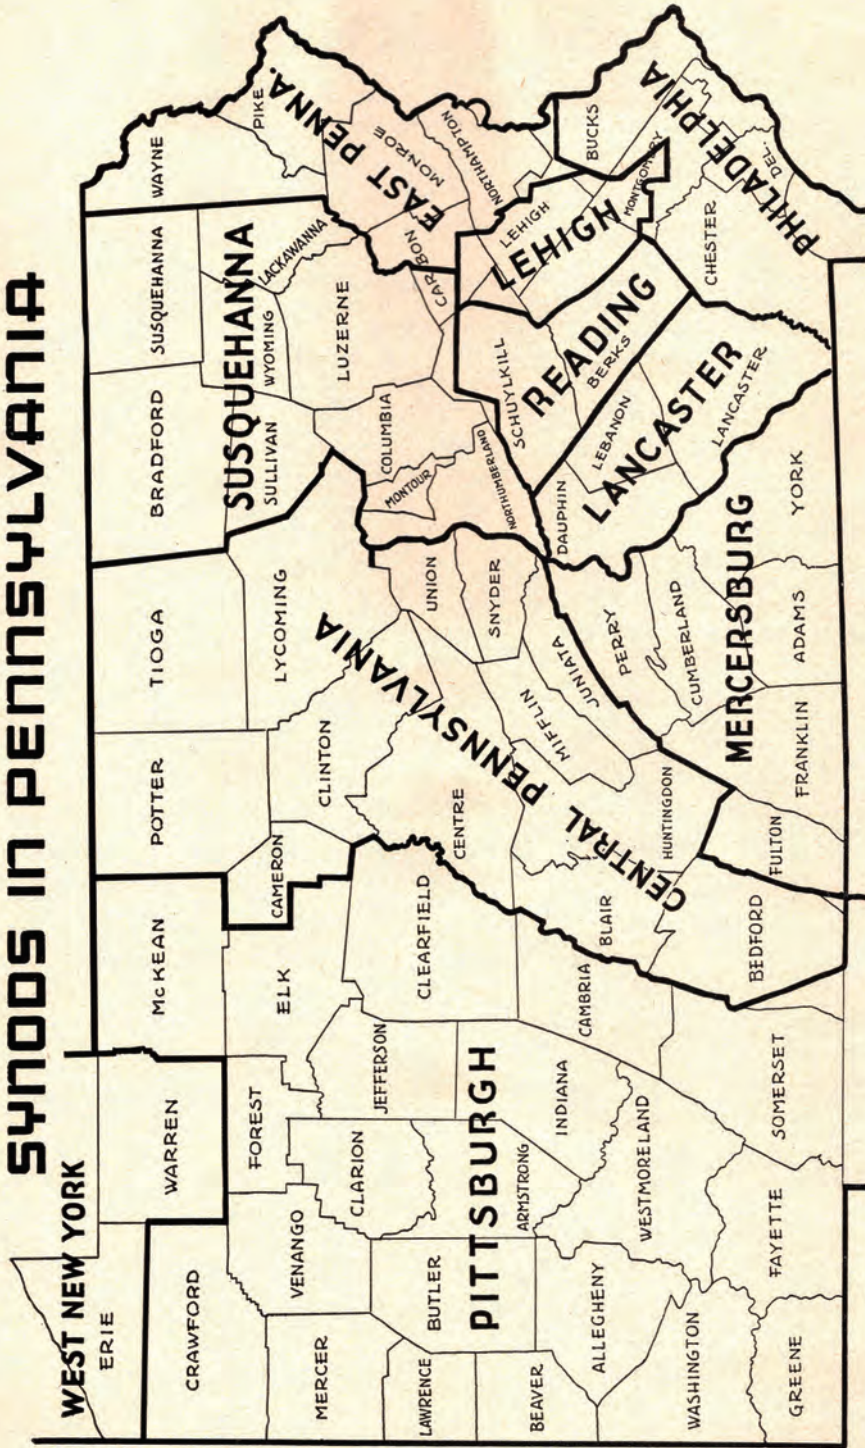 SYNODS IN PENNSYLVANIA
WEST NEW YORK
ERIE
CRAWFORD
WARREN
McKEAN
POTTER
TIOGA
BRADFORD
SUSQUEHANNA
WAYNE
PIKE
MERCER
VENANGO
FOREST
ELK
CAMERON
CLINTON
LYCOMING
SULLIVAN
SUSQUEHANNA
WYOMING
LACKAWANNA
LUZERNE
EAST PENNA.
MONROE
CARBON
NORTHAMPTON
LAWRENCE
BUTLER
CLARION
JEFFERSON
CLEARFIELD
CENTRE
CENTRAL PENNSYLVANIA
UNION
SNYDER
MONTOUR
COLUMBIA
NORTHUMBERLAND
SCHUYLKILL
LEHIGH
LEHIGH
BUCKS
MONTGOMERY
PITTSBURGH
BEAVER
ALLEGHENY
ARMSTRONG
INDIANA
CAMBRIA
BLAIR
HUNTINGDON
MIFFLIN
JUNIATA
PERRY
DAUPHIN
LEBANON
READING
BERKS
LANCASTER
LANCASTER
CHESTER
DEL.
PHILADELPHIA
WASHINGTON
WESTMORELAND
GREENE
FAYETTE
SOMERSET
BEDFORD
FULTON
FRANKLIN
MERCERSBURG
CUMBERLAND
ADAMS
YORK